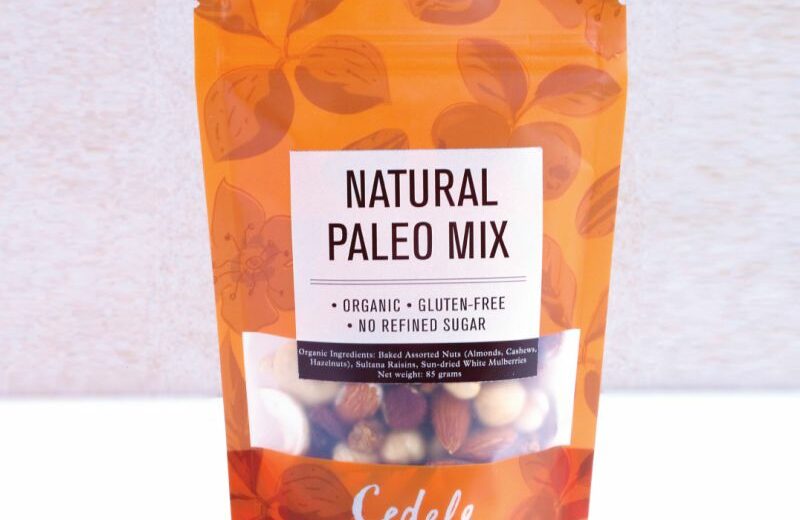 NATURAL
PALEO MIX
• ORGANIC • GLUTEN-FREE
• NO REFINED SUGAR
Organic Ingredients: Baked Assorted Nuts (Almonds, Cashews,
Hazelnuts), Sultana Raisins, Sun-dried White Mulberries
Net weight: 85 grams
Cedele